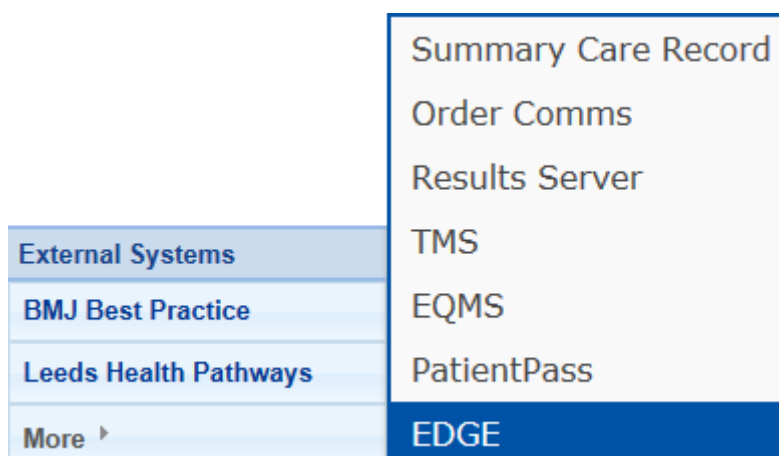 External Systems
BMJ Best Practice
Leeds Health Pathways
More
Summary Care Record
Order Comms
Results Server
TMS
EQMS
PatientPass
EDGE